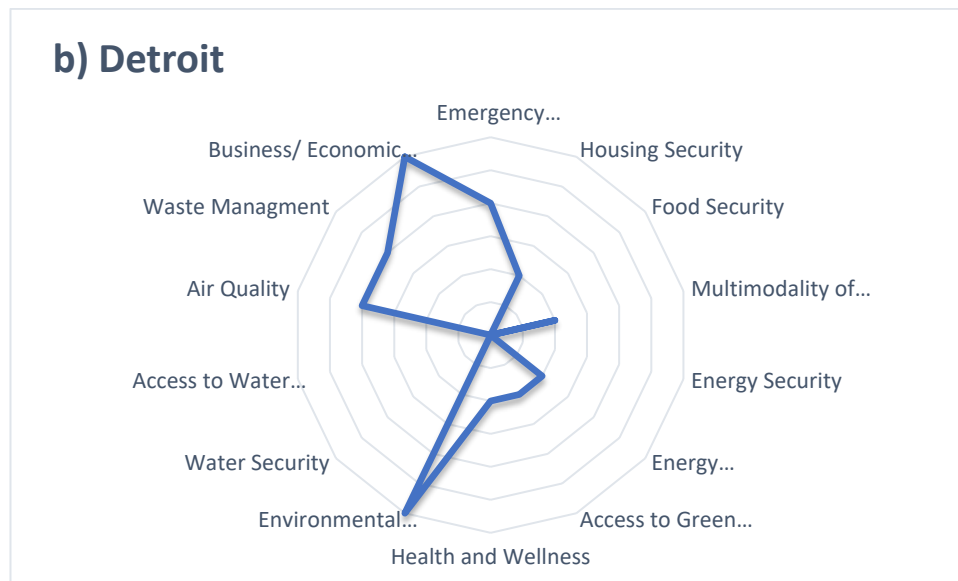 b) Detroit
Emergency...
Housing Security
Food Security
Multimodality of...
Energy Security
Energy...
Access to Green...
Health and Wellness
Environmental...
Water Security
Access to Water...
Air Quality
Waste Managment
Business/ Economic...